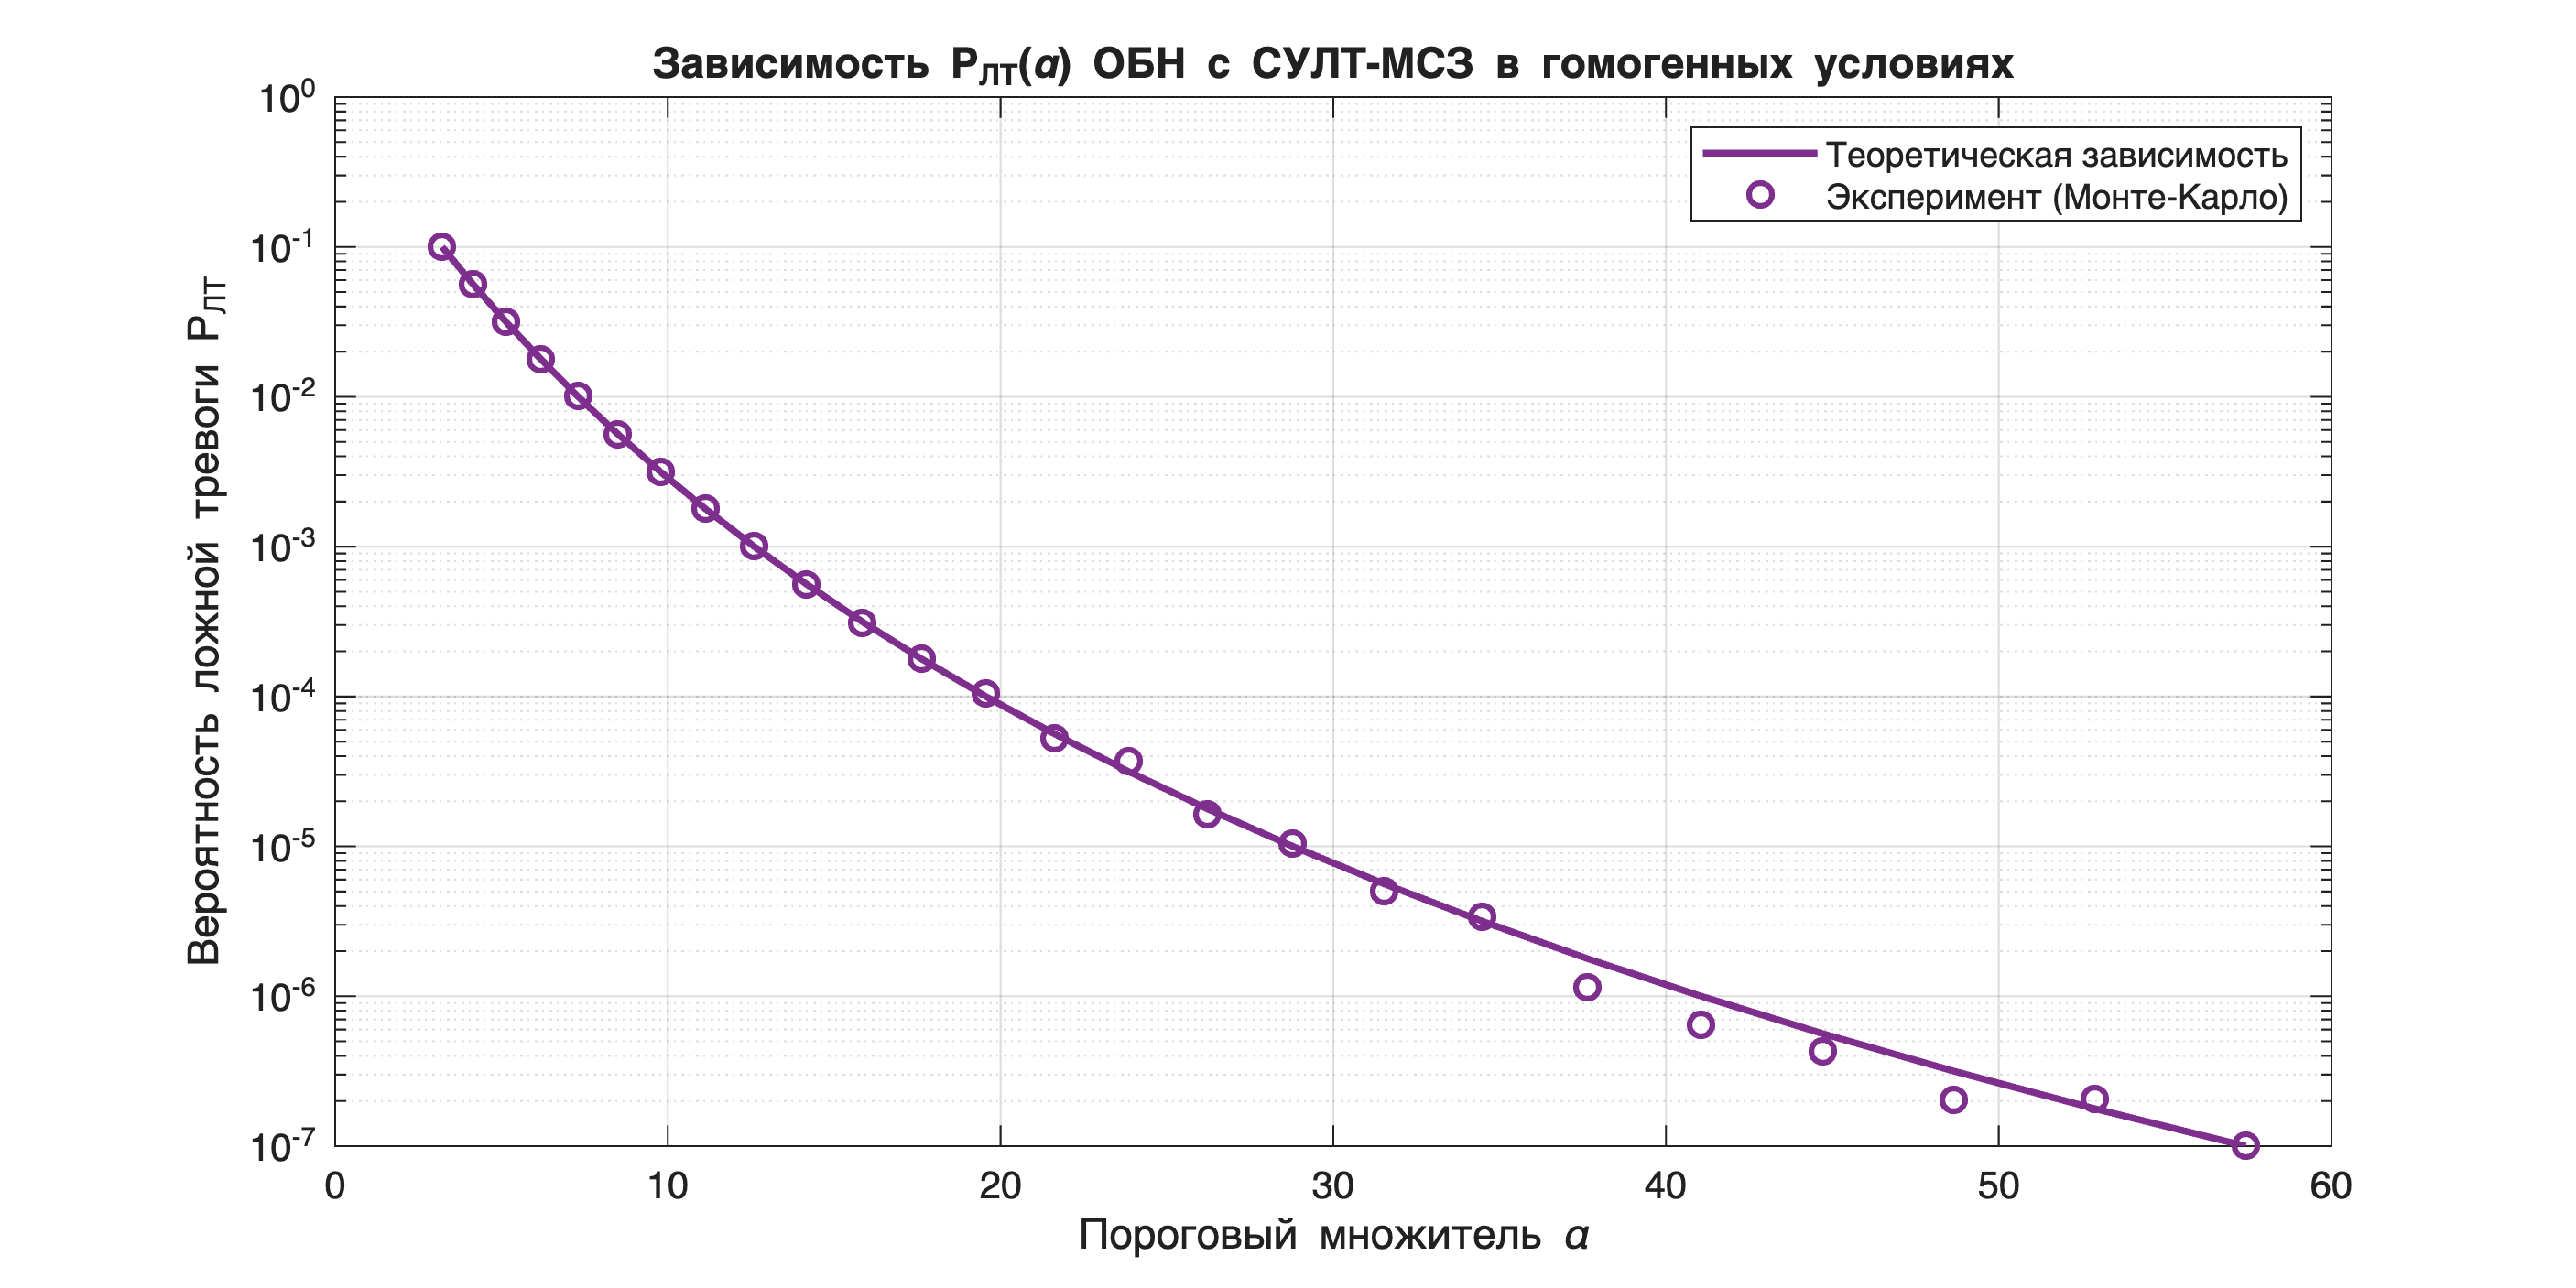 Зависимость Pлт(α) ОБН с СУЛТ-МСЗ в гомогенных условиях
Теоретическая зависимость
Эксперимент (Монте-Карло)
Вероятность ложной тревоги Pлт
10^0
10^-1
10^-2
10^-3
10^-4
10^-5
10^-6
10^-7
0 10 20 30 40 50 60
Пороговый множитель α